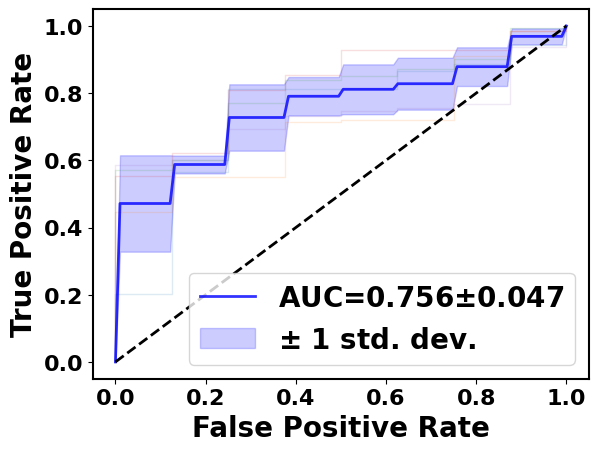 1.0
0.8
0.6
0.4
0.2
0.0
True Positive Rate
AUC=0.756±0.047
± 1 std. dev.
0.0 0.2 0.4 0.6 0.8 1.0
False Positive Rate